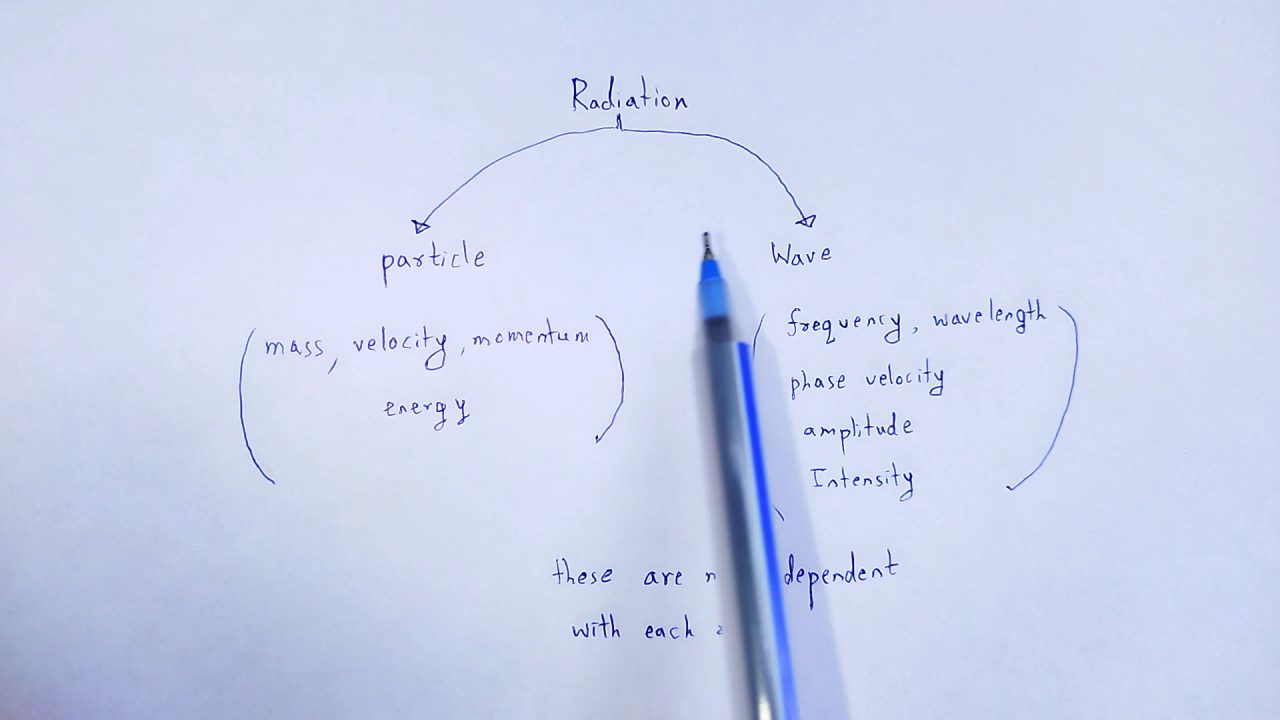 Radiation
particle
Wave
mass, velocity, momentum
energy
frequency, wavelength
phase velocity
amplitude
Intensity
these are dependent
with each